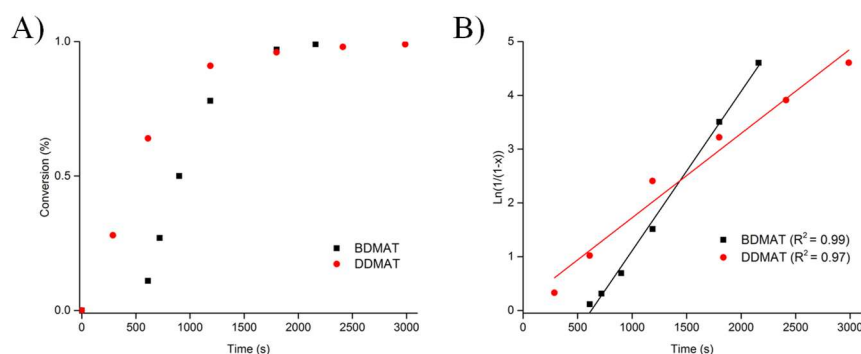 A)
Conversion (%)
1.0
0.5
0.0
BDMAT
DDMAT
0
500
1000
1500
2000
2500
3000
Time (s)
B)
Ln(1/(1-x))
5
4
3
2
1
0
BDMAT (R² = 0.99)
DDMAT (R² = 0.97)
0
500
1000
1500
2000
2500
3000
Time (s)